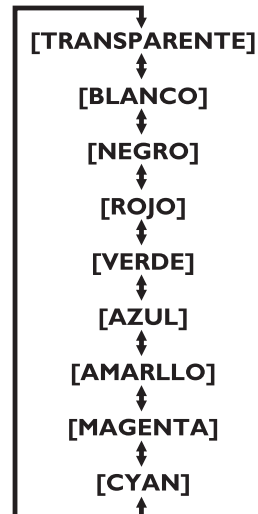 [TRANSPARENTE]
[BLANCO]
[NEGRO]
[ROJO]
[VERDE]
[AZUL]
[AMARLLO]
[MAGENTA]
[CYAN]